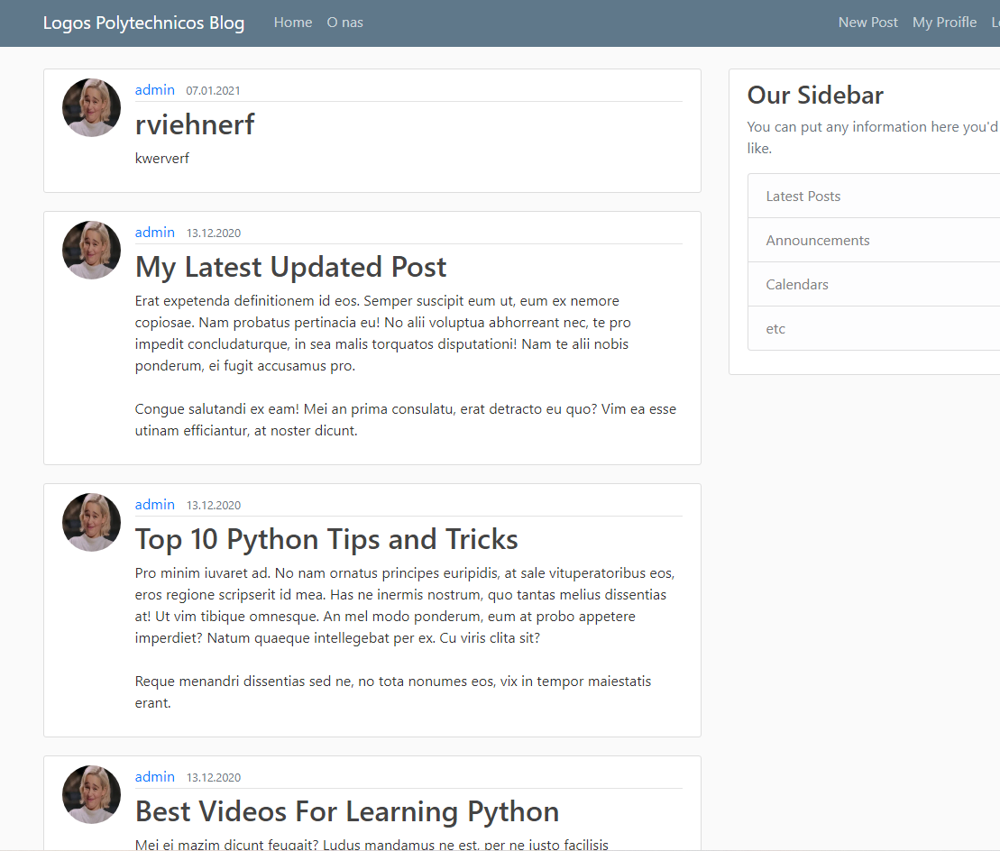 Logos Polytechnicos Blog Home O nas New Post My Proifle
admin 07.01.2021
rviehnerf
kwerverf
admin 13.12.2020
My Latest Updated Post
Erat expetenda definitionem id eos. Semper suscipit eum ut, eum ex nemore
copiosae. Nam probatus pertinacia eu! No alii voluptua abhorreant nec, te pro
impedit concludaturque, in sea malis torquatos disputationi! Nam te alii nobis
ponderum, ei fugit accusamus pro.
Congue salutandi ex eam! Mei an prima consulatu, erat detracto eu quo? Vim ea esse
utinam efficiantur, at noster dicunt.
admin 13.12.2020
Top 10 Python Tips and Tricks
Pro minim iuvaret ad. No nam ornatus principes euripidis, at sale vituperatoribus eos,
eros regione scripserit id mea. Has ne inermis nostrum, quo tantas melius dissentias
at! Ut vim tibique omnesque. An mel modo ponderum, eum at probo appetere
imperdiet? Natum quaeque intellegebat per ex. Cu viris clita sit?
Reque menandri dissentias sed ne, no tota nonumes eos, vix in tempor maiestatis
erant.
admin 13.12.2020
Best Videos For Learning Python
Mei ei mazim dicunt feugait? Ludus mandamus ne est, per ne iusto facilisis
Our Sidebar
You can put any information here you'd
like.
Latest Posts
Announcements
Calendars
etc